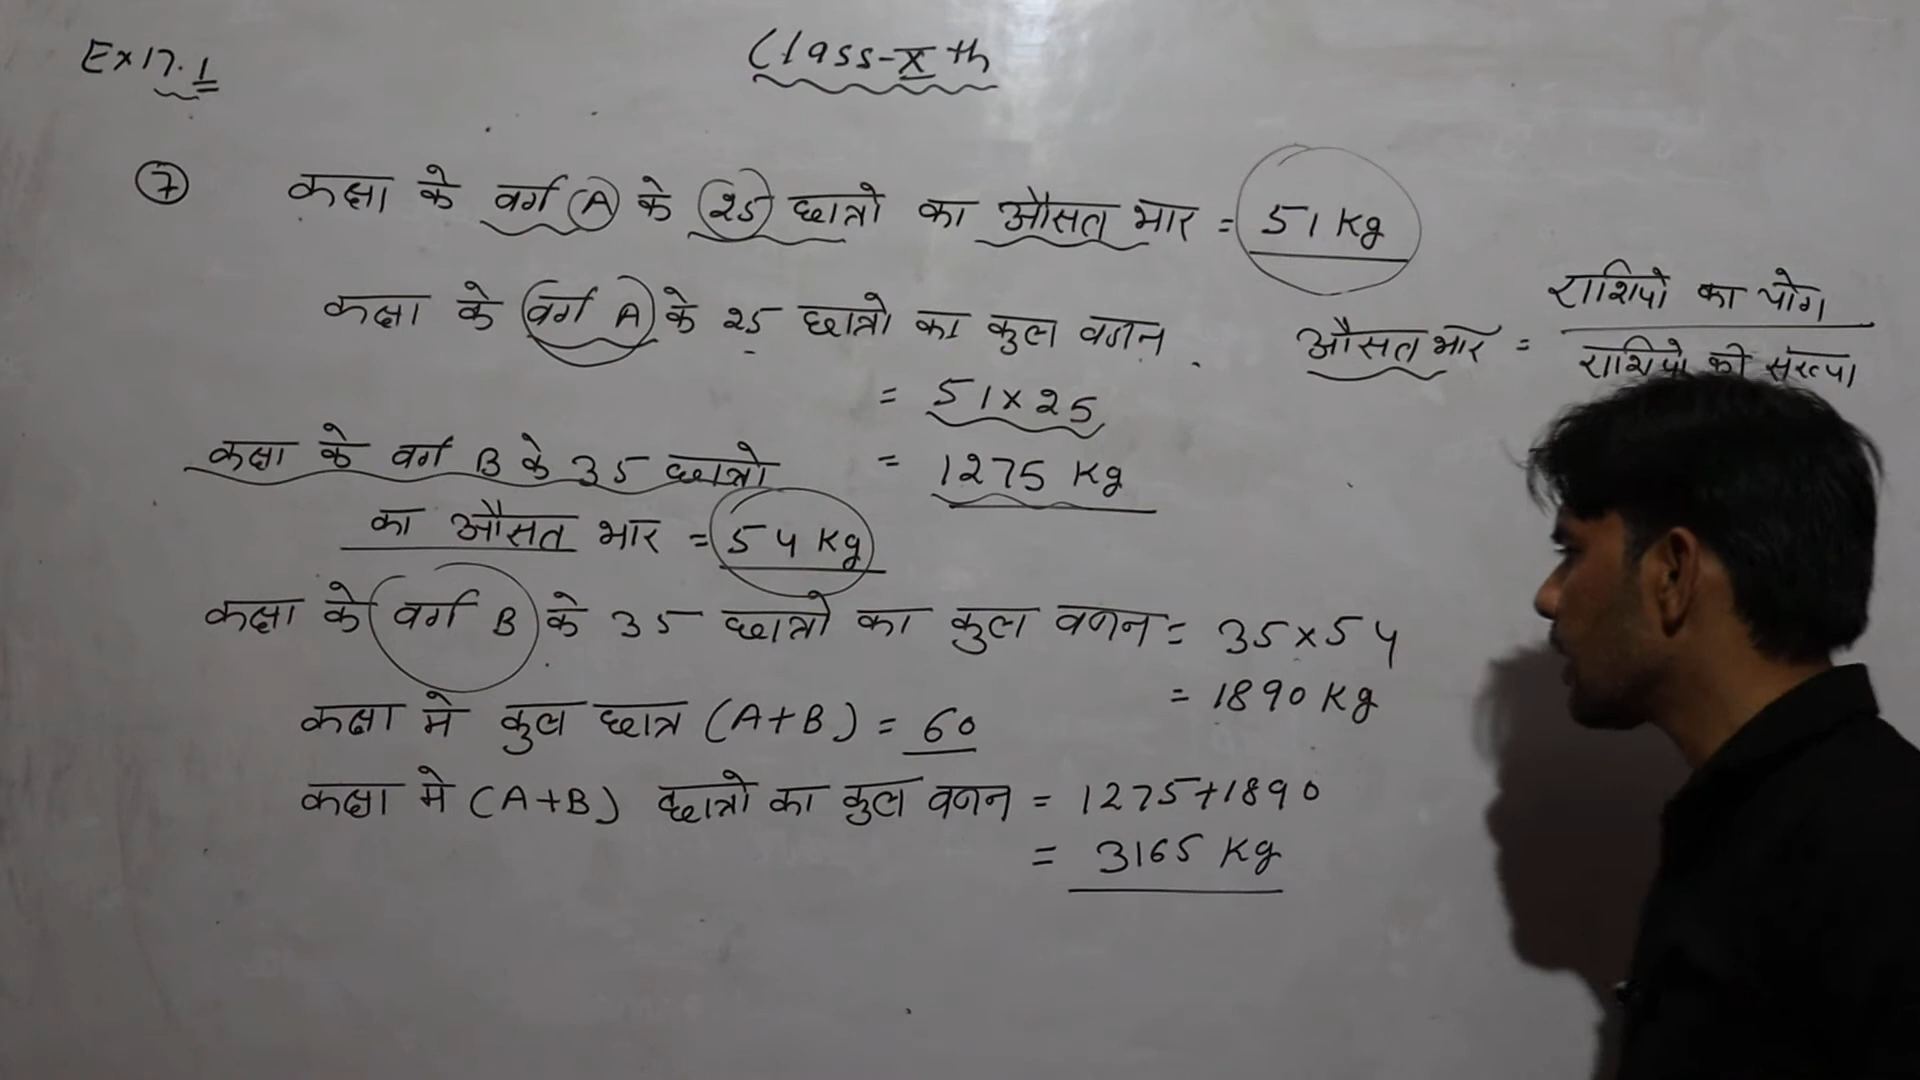 Ex 17.1
Class-Xth
7 कक्षा के वर्ग A के 25 छात्रो का औसत भार = 51 Kg
कक्षा के वर्ग A के 25 छात्रो का कुल वजन
= 51 × 25
= 1275 Kg
औसत भार = राशियो का योग
राशियो की संख्या
कक्षा के वर्ग B के 35 छात्रो
का औसत भार = 54 Kg
कक्षा के वर्ग B के 35 छात्रो का कुल वजन = 35 × 54
= 1890 Kg
कक्षा मे कुल छात्र (A+B) = 60
कक्षा मे (A+B) छात्रो का कुल वजन = 1275+1890
= 3165 Kg